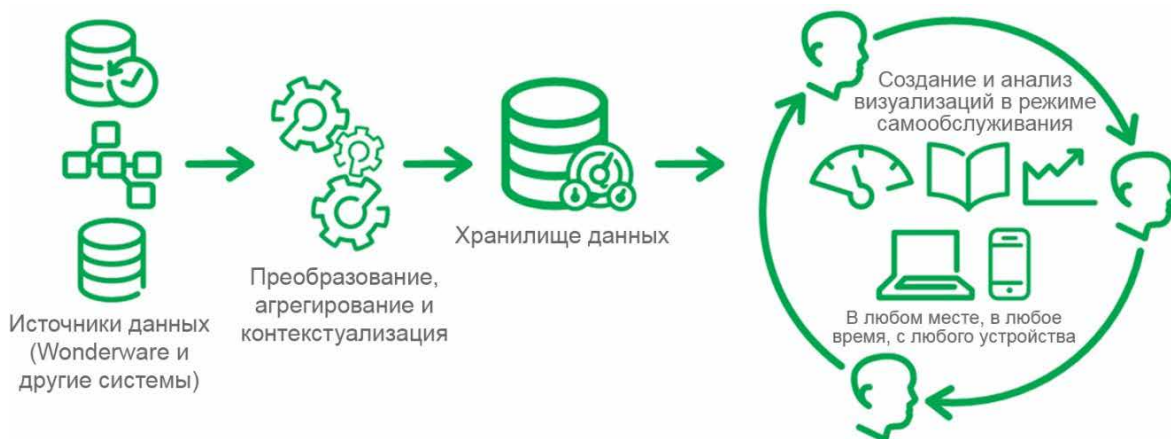 Источники данных
(Wonderware и
другие системы)
Преобразование,
агрегирование и
контекстуализация
Хранилище данных
Создание и анализ
визуализаций в режиме
самообслуживания
В любом месте, в любое
время, с любого устройства